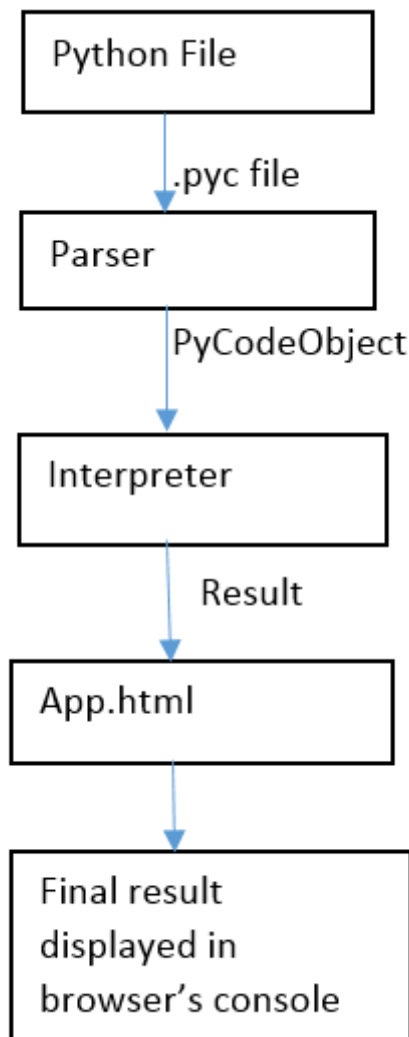 Python File
.pyc file
Parser
PyCodeObject
Interpreter
Result
App.html
Final result
displayed in
browser’s console